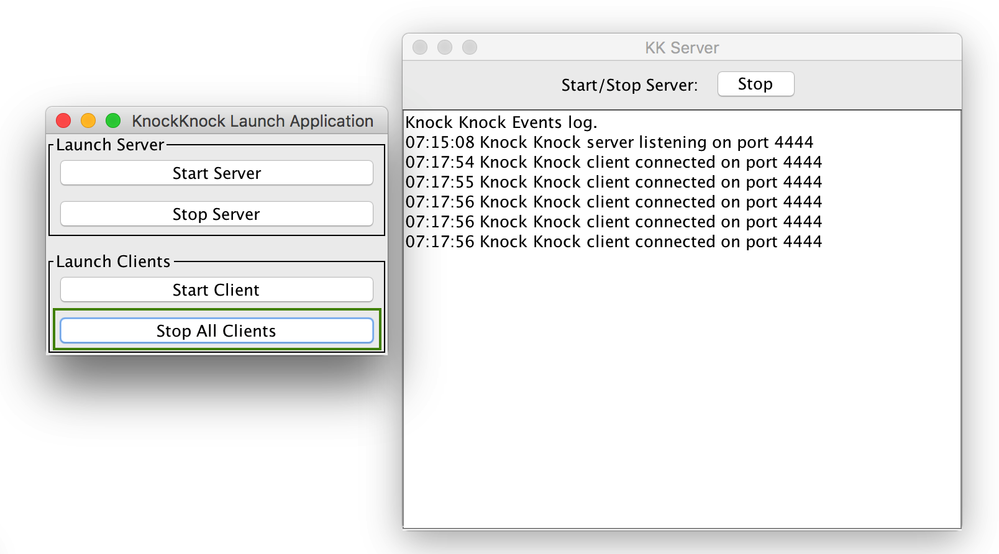 KnockKnock Launch Application
Launch Server
Start Server
Stop Server
Launch Clients
Start Client
Stop All Clients
KK Server
Start/Stop Server: Stop
Knock Knock Events log.
07:15:08 Knock Knock server listening on port 4444
07:17:54 Knock Knock client connected on port 4444
07:17:55 Knock Knock client connected on port 4444
07:17:56 Knock Knock client connected on port 4444
07:17:56 Knock Knock client connected on port 4444
07:17:56 Knock Knock client connected on port 4444